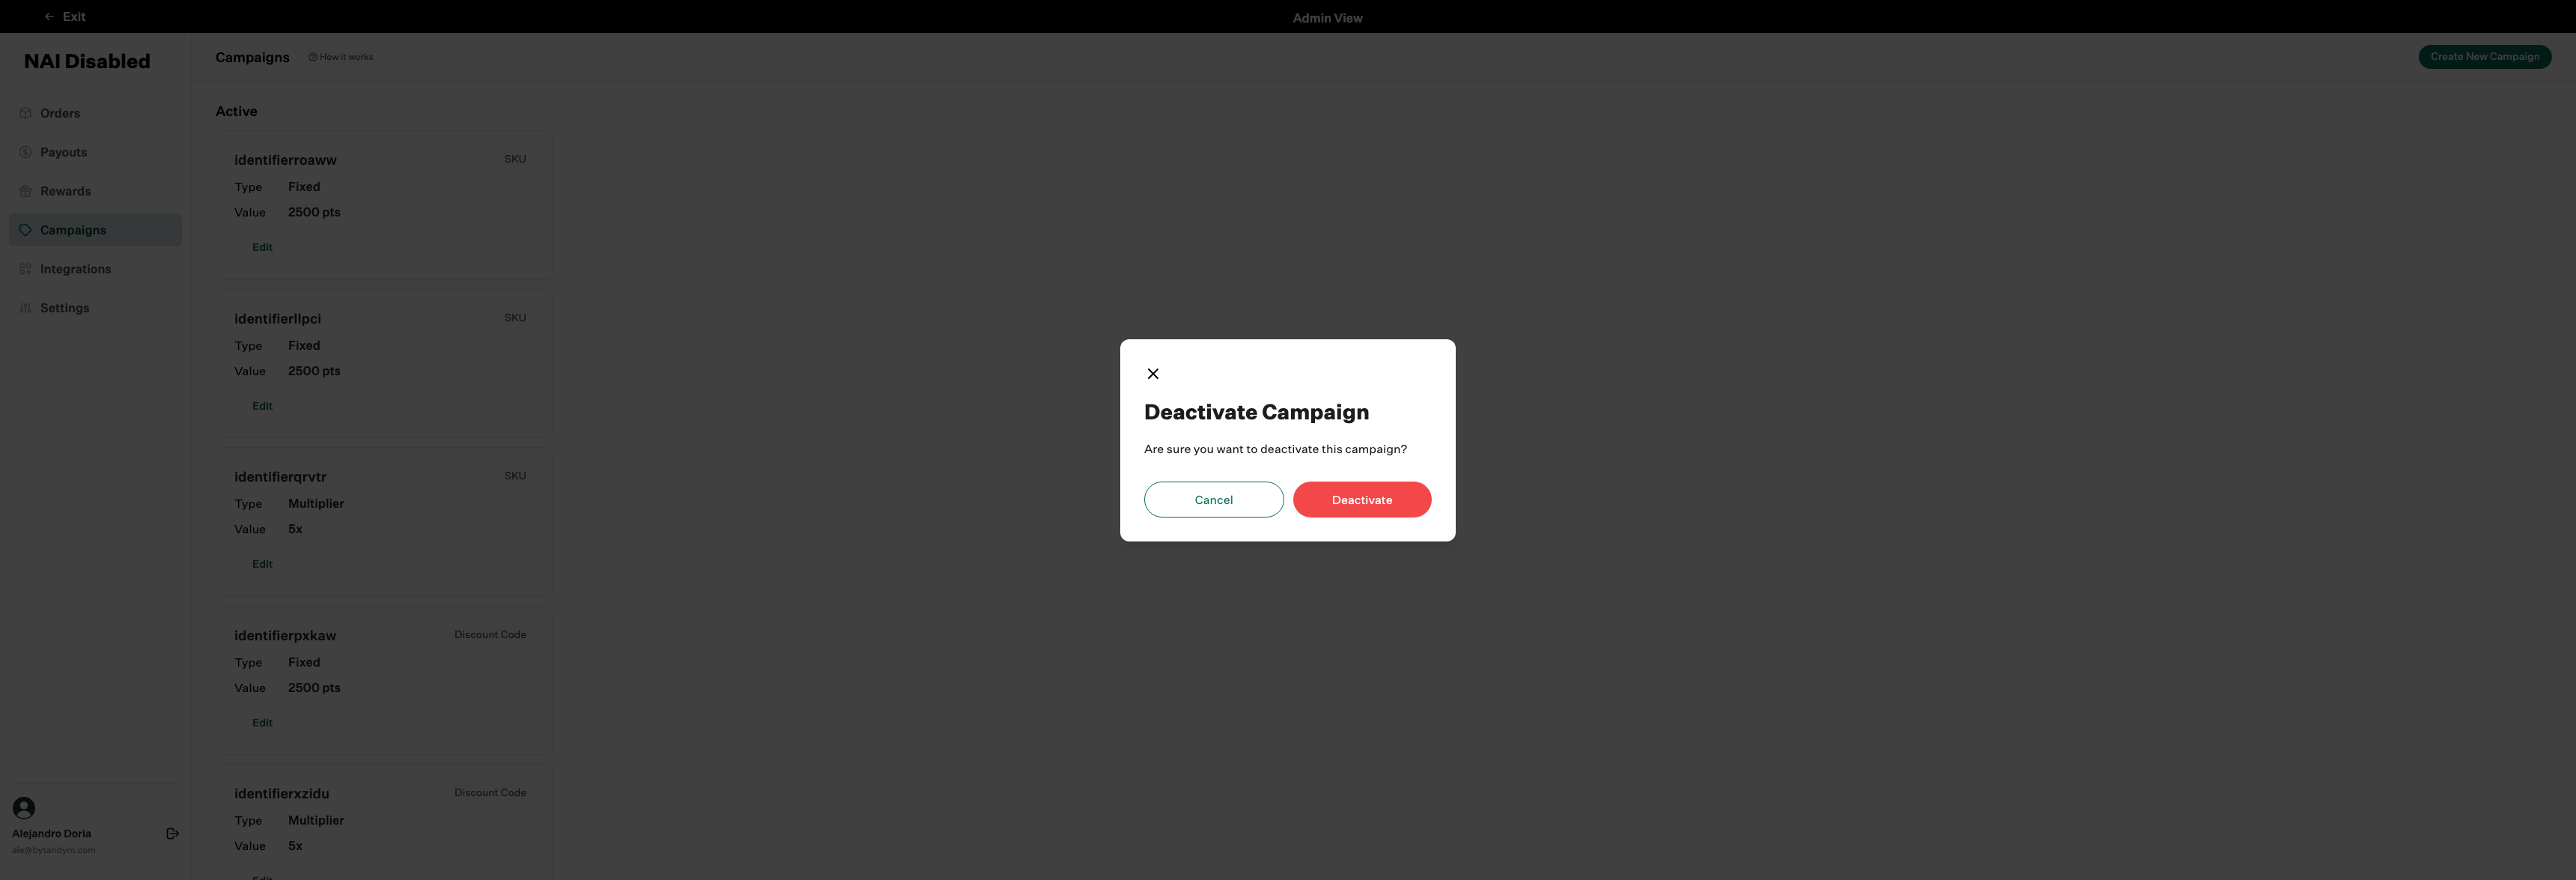 Exit
Admin View
NAI Disabled
Orders
Payouts
Rewards
Campaigns
Integrations
Settings
Alejandro Doria
ale@bytandym.com
Campaigns
How it works
Create New Campaign
Active
identifierroaww
SKU
Type Fixed
Value 2500 pts
Edit
identifierllpci
SKU
Type Fixed
Value 2500 pts
Edit
identifierqrvtr
SKU
Type Multiplier
Value 5x
Edit
identifierpxkaw
Discount Code
Type Fixed
Value 2500 pts
Edit
identifierxzidu
Discount Code
Type Multiplier
Value 5x
Edit
Deactivate Campaign
Are sure you want to deactivate this campaign?
Cancel
Deactivate